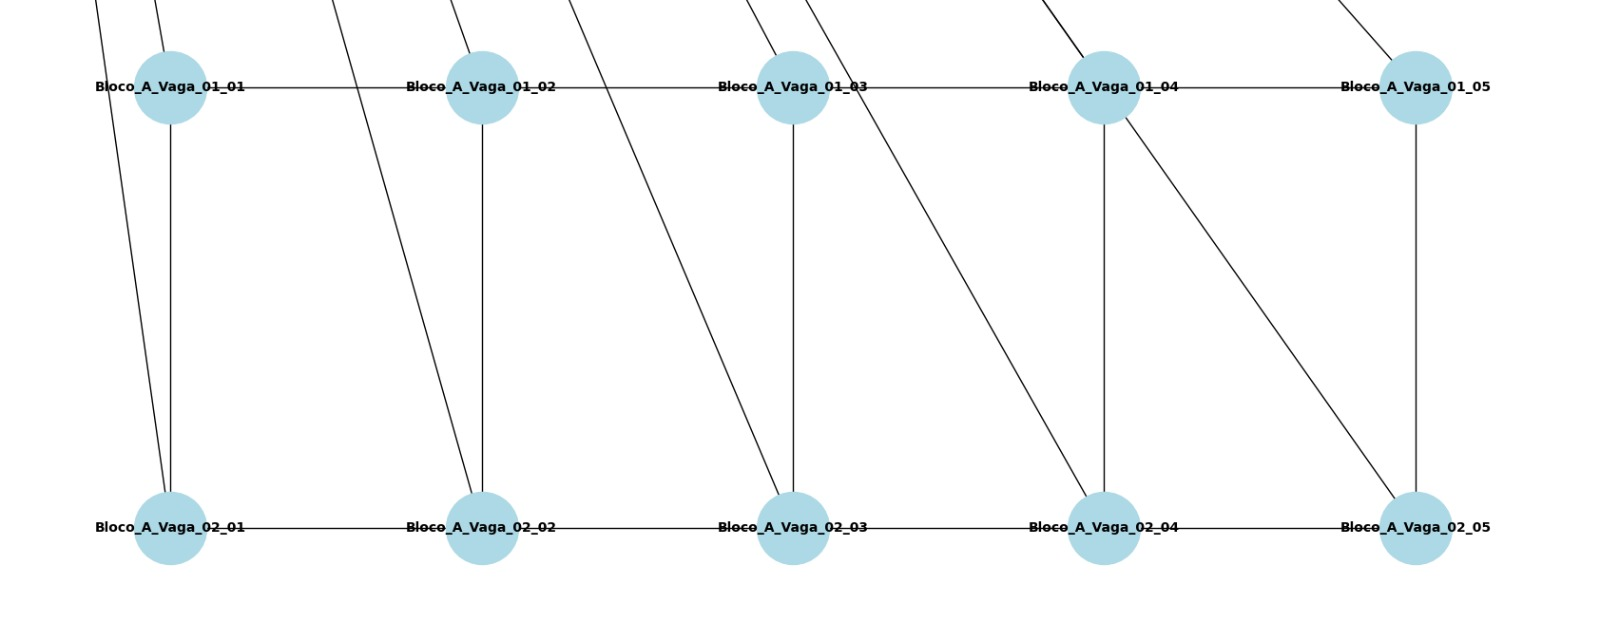 Bloco_A_Vaga_01_01
Bloco_A_Vaga_01_02
Bloco_A_Vaga_01_03
Bloco_A_Vaga_01_04
Bloco_A_Vaga_01_05
Bloco_A_Vaga_02_01
Bloco_A_Vaga_02_02
Bloco_A_Vaga_02_03
Bloco_A_Vaga_02_04
Bloco_A_Vaga_02_05